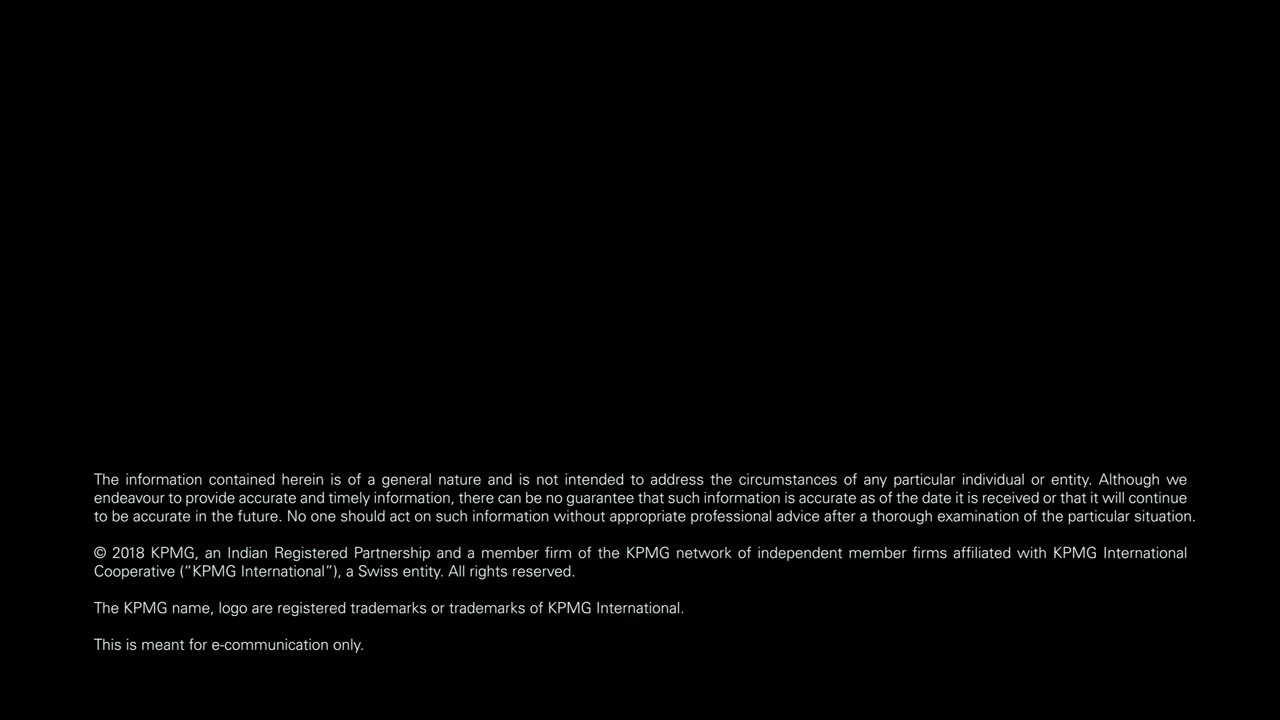 The information contained herein is of a general nature and is not intended to address the circumstances of any particular individual or entity. Although we
endeavour to provide accurate and timely information, there can be no guarantee that such information is accurate as of the date it is received or that it will continue
to be accurate in the future. No one should act on such information without appropriate professional advice after a thorough examination of the particular situation.
© 2018 KPMG, an Indian Registered Partnership and a member firm of the KPMG network of independent member firms affiliated with KPMG International
Cooperative (“KPMG International”), a Swiss entity. All rights reserved.
The KPMG name, logo are registered trademarks or trademarks of KPMG International.
This is meant for e-communication only.